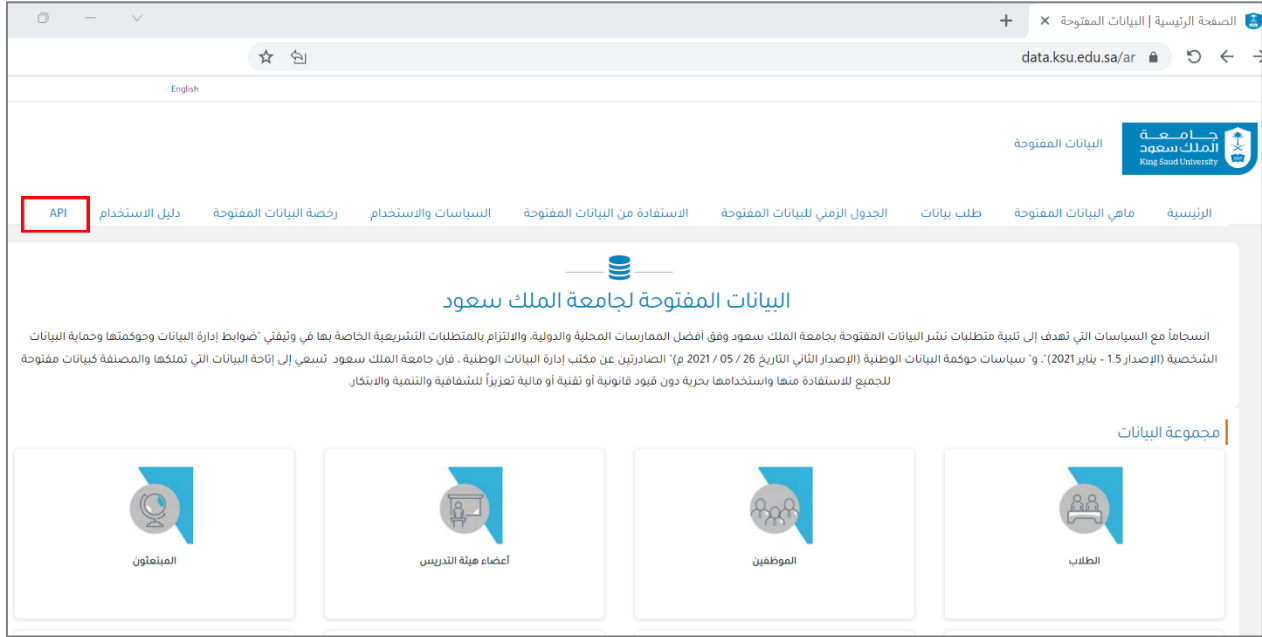 الصفحة الرئيسية | البيانات المفتوحة
data.ksu.edu.sa/ar
English
جامعة
الملك سعود
King Saud University
البيانات المفتوحة
الرئيسية ماهي البيانات المفتوحة طلب بيانات الجدول الزمني للبيانات المفتوحة الاستفادة من البيانات المفتوحة السياسات والاستخدام رخصة البيانات المفتوحة دليل الاستخدام API
البيانات المفتوحة لجامعة الملك سعود
انسجاماً مع السياسات التي تهدف إلى تلبية متطلبات نشر البيانات المفتوحة بجامعة الملك سعود وفق أفضل الممارسات المحلية والدولية، والالتزام بالمتطلبات التشريعية الخاصة بها في وثيقتي "ضوابط إدارة البيانات وحوكمتها وحماية البيانات
الشخصية (الإصدار 1.5 - يناير 2021)"، و" سياسات حوكمة البيانات الوطنية (الإصدار الثاني التاريخ 26 / 05 / 2021 م)" الصادرتين عن مكتب إدارة البيانات الوطنية ، فإن جامعة الملك سعود تسعى إلى إتاحة البيانات التي تملكها والمصنفة كبيانات مفتوحة
للجميع للاستفادة منها واستخدامها بحرية دون قيود قانونية أو تقنية أو مالية تعزيزاً للشفافية والتنمية والابتكار.
مجموعة البيانات
الطلاب الموظفين أعضاء هيئة التدريس المبتعثون